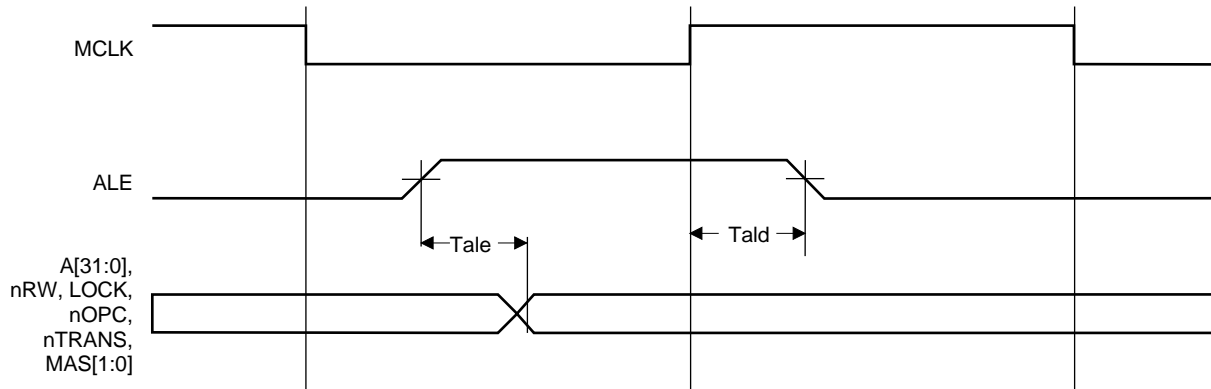 MCLK
ALE
Tale
Tald
A[31:0],
nRW, LOCK,
nOPC,
nTRANS,
MAS[1:0]